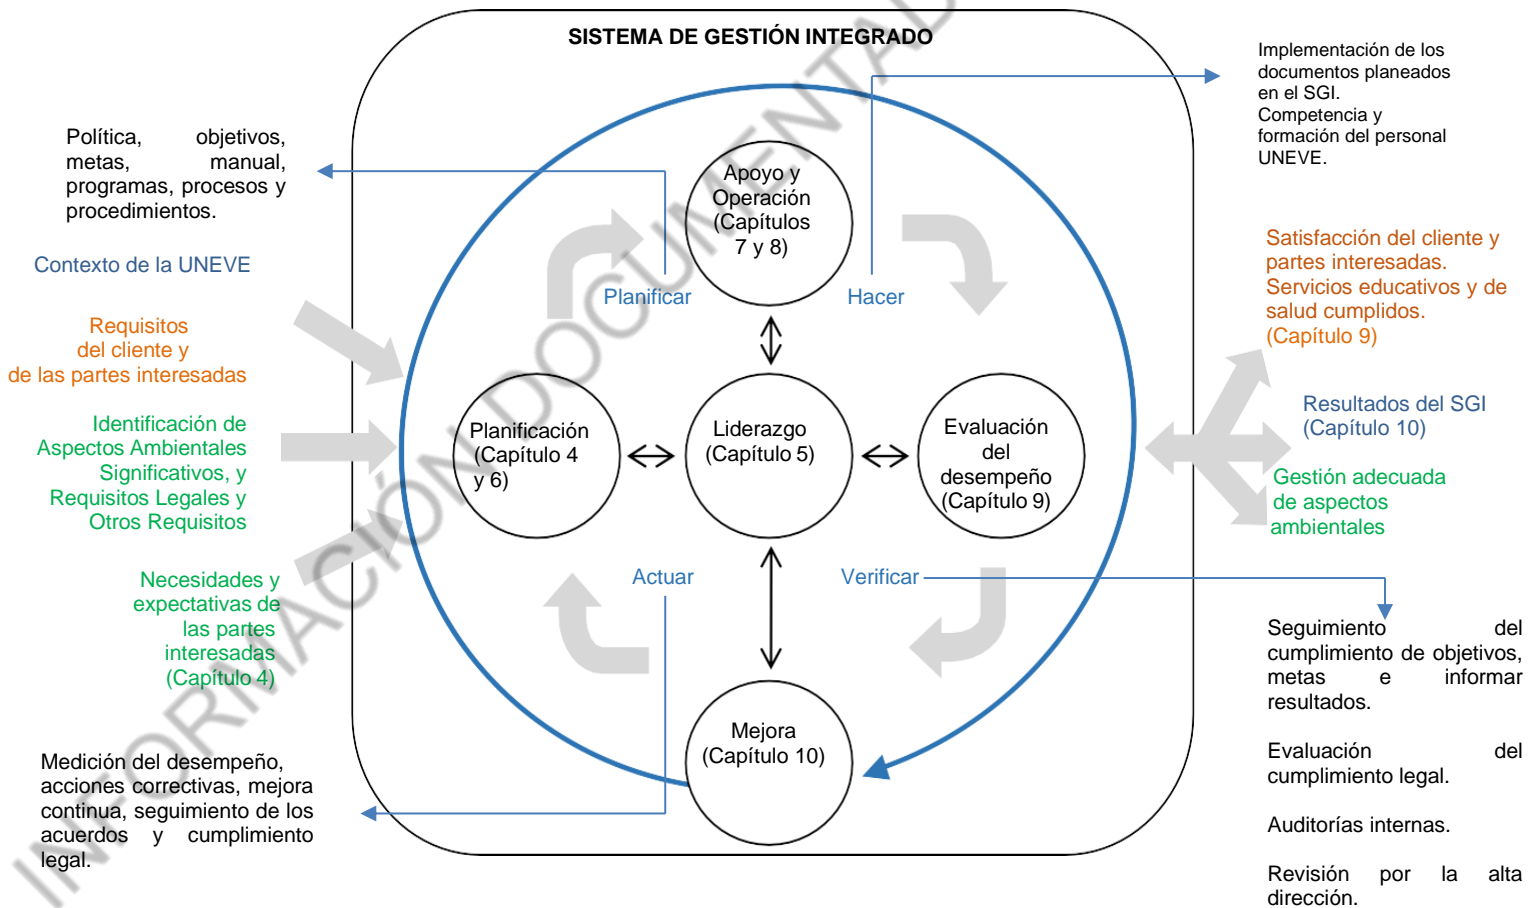 SISTEMA DE GESTIÓN INTEGRADO
Política, objetivos,
metas, manual,
programas, procesos y
procedimientos.
Contexto de la UNEVE
Requisitos
del cliente y
de las partes interesadas
Identificación de
Aspectos Ambientales
Significativos, y
Requisitos Legales y
Otros Requisitos
Necesidades y
expectativas de
las partes
interesadas
(Capítulo 4)
Medición del desempeño,
acciones correctivas, mejora
continua, seguimiento de los
acuerdos y cumplimiento
legal.
Apoyo y
Operación
(Capítulos
7 y 8)
Planificar
Hacer
Planificación
(Capítulo 4
y 6)
Liderazgo
(Capítulo 5)
Evaluación
del
desempeño
(Capítulo 9)
Actuar
Verificar
Mejora
(Capítulo 10)
Implementación de los
documentos planeados
en el SGI.
Competencia y
formación del personal
UNEVE.
Satisfacción del cliente y
partes interesadas.
Servicios educativos y de
salud cumplidos.
(Capítulo 9)
Resultados del SGI
(Capítulo 10)
Gestión adecuada
de aspectos
ambientales
Seguimiento del
cumplimiento de objetivos,
metas e informar
resultados.
Evaluación del
cumplimiento legal.
Auditorías internas.
Revisión por la alta
dirección.
INFORMACIÓN DOCUMENTAD